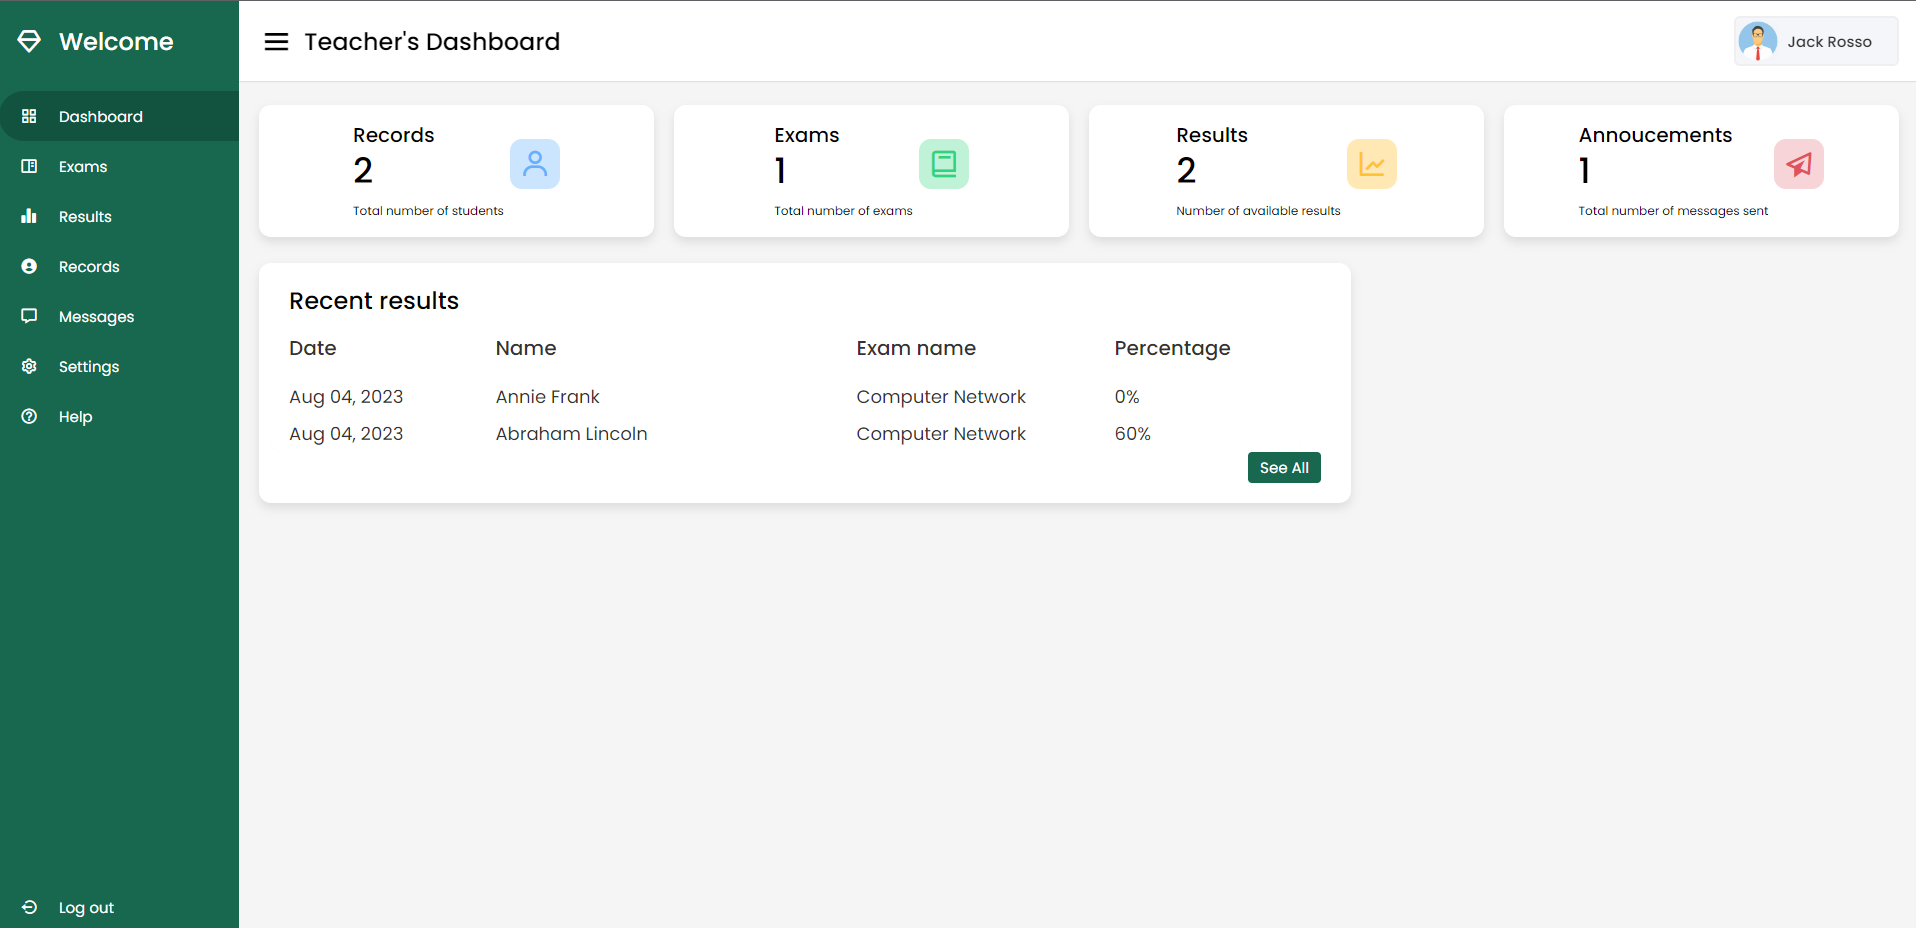 Welcome
Dashboard
Exams
Results
Records
Messages
Settings
Help
Log out
Teacher's Dashboard
Jack Rosso
Records
2
Total number of students
Exams
1
Total number of exams
Results
2
Number of available results
Annoucements
1
Total number of messages sent
Recent results
Date Name Exam name Percentage
Aug 04, 2023 Annie Frank Computer Network 0%
Aug 04, 2023 Abraham Lincoln Computer Network 60%
See All